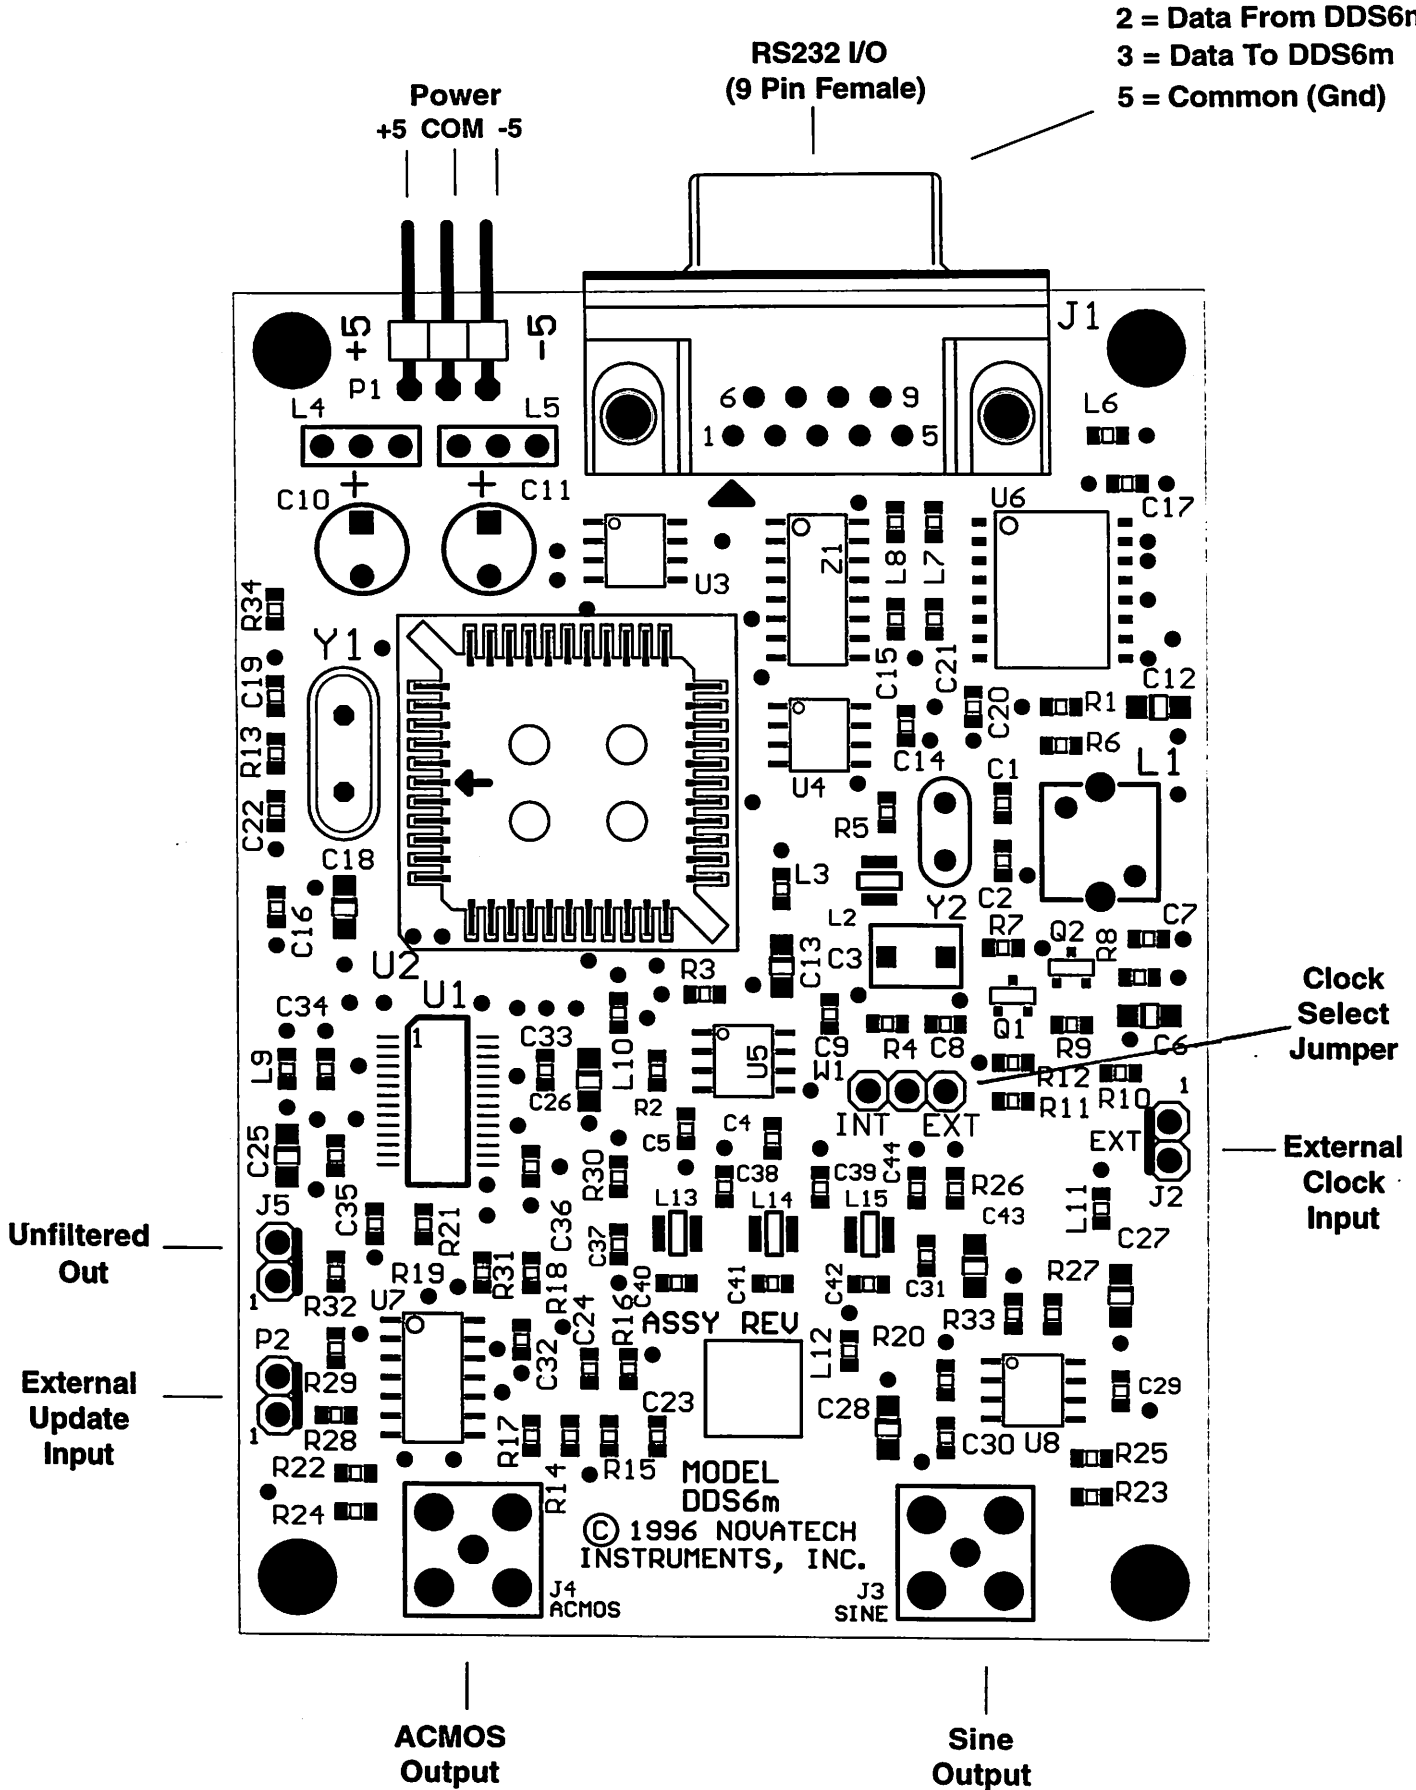 2 = Data From DDS6m
3 = Data To DDS6m
5 = Common (Gnd)
RS232 I/O
(9 Pin Female)
Power
+5 COM -5
+5
-5
P1
J1
6
9
1
5
L4
L5
L6
C10
+
+
C11
U6
C17
U3
Z1
L8
L7
R34
Y1
C19
C15
C21
C20
C12
R1
R6
R13
U4
C14
C1
L1
C22
R5
C18
L3
L2
Y2
C2
C16
C7
R7
Q2
R8
U2
R3
C13
C3
Clock
Select
Jumper
C34
U1
1
C33
L10
U5
C9
W1
R4
C8
Q1
R9
C6
L9
C26
R2
R12
R11
R10
1
INT
EXT
EXT
J2
External
Clock
Input
C25
C5
C4
R30
C38
C39
C44
R26
C43
L11
C27
J5
C35
R21
C36
C37
L13
L14
L15
Unfiltered
Out
1
R32
R19
R31
R18
C40
C41
C42
C31
R27
U7
C24
R16
ASSY REV
L12
R20
R33
P2
C32
External
Update
Input
1
R29
R28
C23
C28
C29
R17
C30
U8
R22
R14
R15
R25
R24
R23
MODEL
DDS6m
© 1996 NOVATECH
INSTRUMENTS, INC.
J4
ACMOS
J3
SINE
ACMOS
Output
Sine
Output